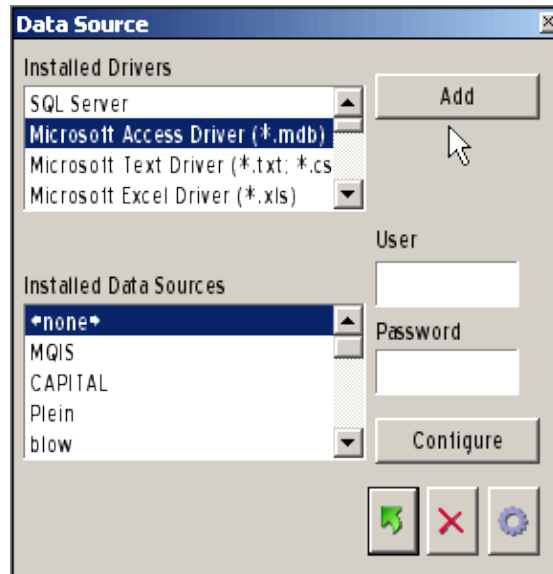 Data Source
Installed Drivers
SQL Server
Microsoft Access Driver (*.mdb)
Microsoft Text Driver (*.txt; *.cs
Microsoft Excel Driver (*.xls)
Add
User
Installed Data Sources
<none>
MQIS
CAPITAL
Plein
blow
Password
Configure